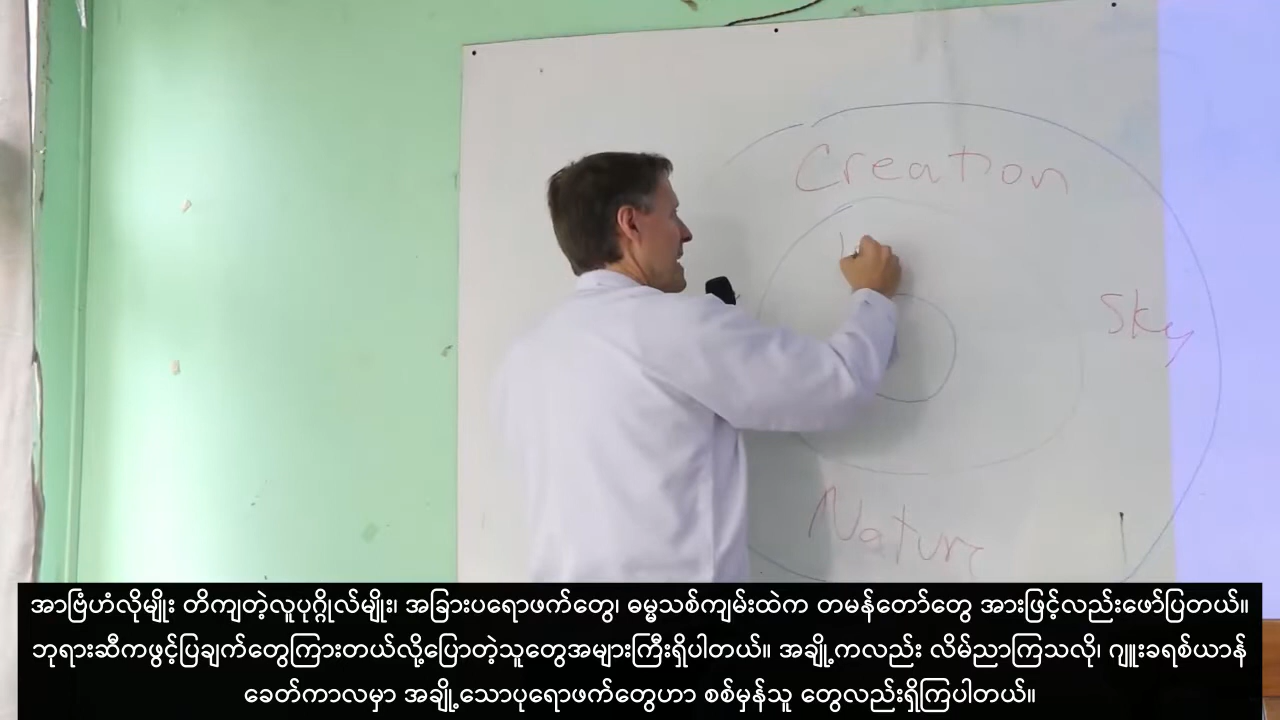 Creation
Sky
Nature
အာဗြံဟံလိုမျိုး တိကျတဲ့လူပုဂ္ဂိုလ်မျိုး၊ အခြားပရောဖက်တွေ၊ ဓမ္မသစ်ကျမ်းထဲက တမန်တော်တွေ အားဖြင့်လည်းဖော်ပြတယ်။
ဘုရားဆီကဖွင့်ပြချက်တွေကြားတယ်လို့ပြောတဲ့သူတွေအများကြီးရှိပါတယ်။ အချို့ကလည်း လိမ်ညာကြသလို၊ ဂျူးခရစ်ယာန်
ခေတ်ကာလမှာ အချို့သောပုရောဖက်တွေဟာ စစ်မှန်သူ တွေလည်းရှိကြပါတယ်။